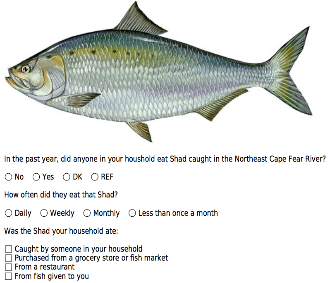 In the past year, did anyone in your houshold eat Shad caught in the Northeast Cape Fear River?
No Yes DK REF
How often did they eat that Shad?
Daily Weekly Monthly Less than once a month
Was the Shad your household ate:
Caught by someone in your household
Purchased from a grocery store or fish market
From a restaurant
From fish given to you